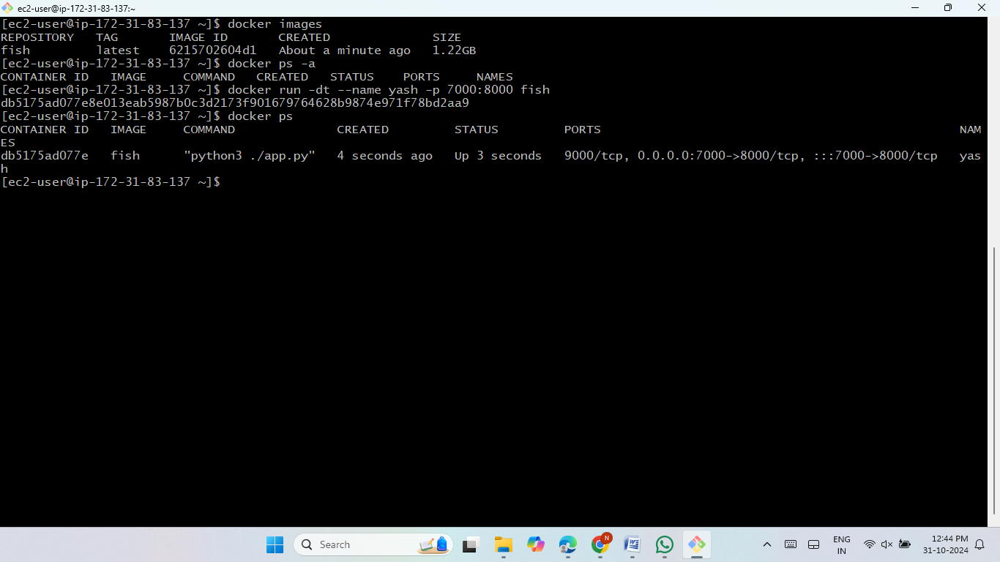 ec2-user@ip-172-31-83-137:~
[ec2-user@ip-172-31-83-137 ~]$ docker images
REPOSITORY   TAG       IMAGE ID       CREATED              SIZE
fish         latest    6215702604d1   About a minute ago   1.22GB
[ec2-user@ip-172-31-83-137 ~]$ docker ps -a
CONTAINER ID   IMAGE     COMMAND   CREATED   STATUS    PORTS     NAMES
[ec2-user@ip-172-31-83-137 ~]$ docker run -dt --name yash -p 7000:8000 fish
db5175ad077e8e013eab5987b0c3d2173f901679764628b9874e971f78bd2aa9
[ec2-user@ip-172-31-83-137 ~]$ docker ps
CONTAINER ID   IMAGE     COMMAND              CREATED         STATUS         PORTS                                                 NAM
ES
db5175ad077e   fish      "python3 ./app.py"   4 seconds ago   Up 3 seconds   9000/tcp, 0.0.0.0:7000->8000/tcp, :::7000->8000/tcp   yas
h
[ec2-user@ip-172-31-83-137 ~]$
Search
N
W
ENG
IN
12:44 PM
31-10-2024